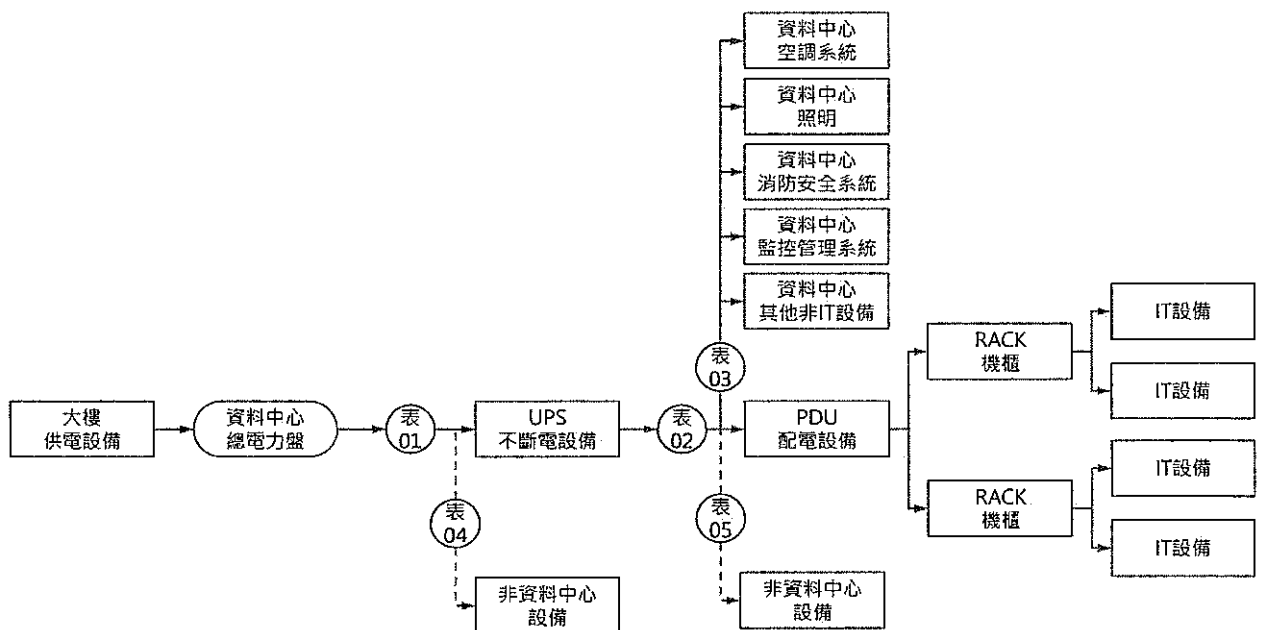 資料中心
空調系統
資料中心
照明
資料中心
消防安全系統
資料中心
監控管理系統
資料中心
其他非IT設備
表
03
大樓
供電設備
資料中心
總電力盤
表
01
UPS
不斷電設備
表
02
PDU
配電設備
RACK
機櫃
IT設備
IT設備
RACK
機櫃
IT設備
IT設備
表
04
表
05
非資料中心
設備
非資料中心
設備